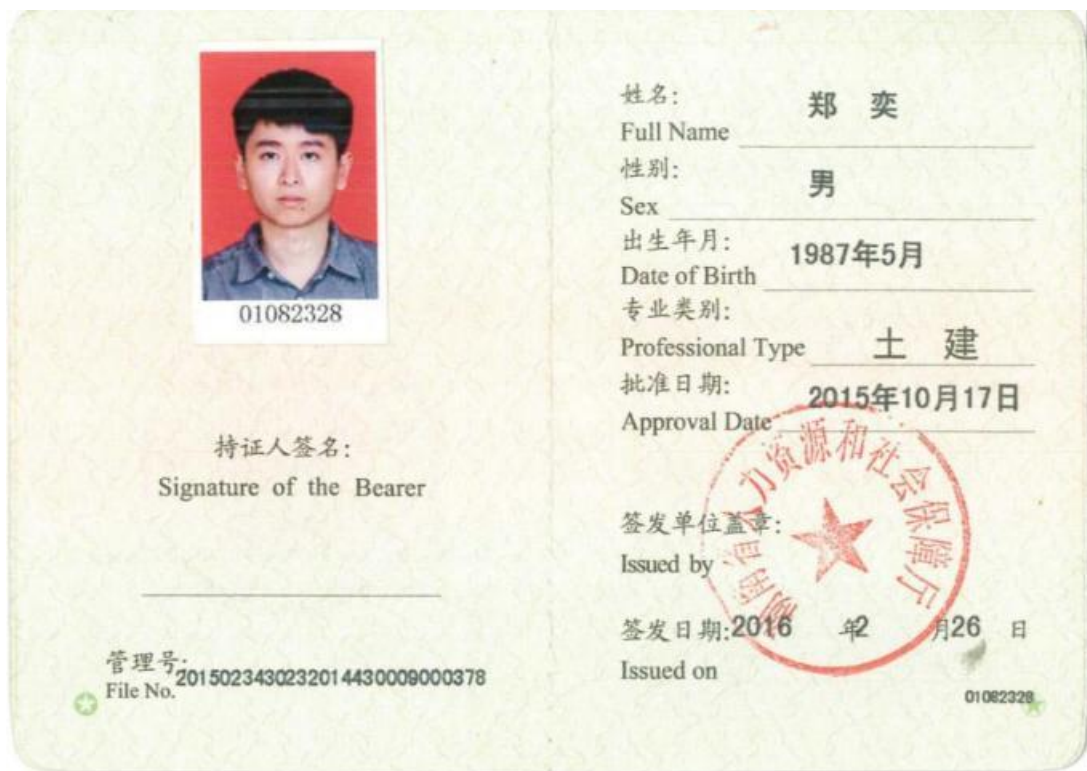 01082328
持证人签名:
Signature of the Bearer
管理号:
File No. 2015023430232014430009000378
姓名: 郑 奕
Full Name
性别: 男
Sex
出生年月: 1987年5月
Date of Birth
专业类别:
Professional Type 土 建
批准日期: 2015年10月17日
Approval Date
湖南省人力资源和社会保障厅
签发单位盖章:
Issued by
签发日期:2016 年2 月26 日
Issued on
01082328